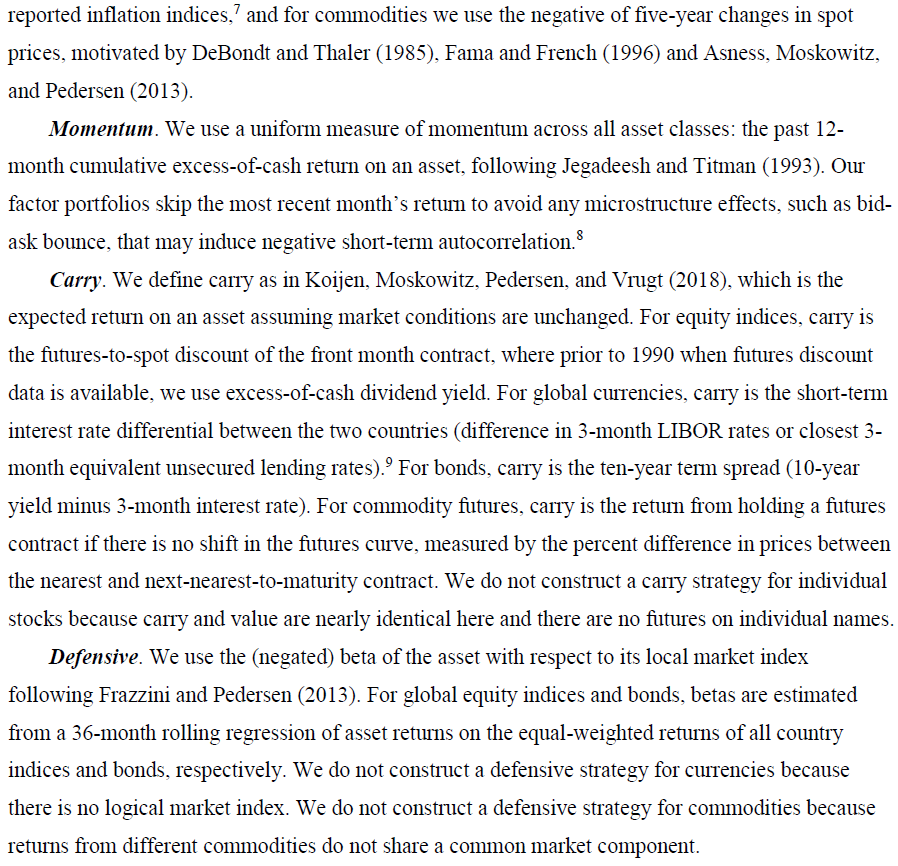 reported inflation indices,7 and for commodities we use the negative of five-year changes in spot
prices, motivated by DeBondt and Thaler (1985), Fama and French (1996) and Asness, Moskowitz,
and Pedersen (2013).
Momentum. We use a uniform measure of momentum across all asset classes: the past 12-
month cumulative excess-of-cash return on an asset, following Jegadeesh and Titman (1993). Our
factor portfolios skip the most recent month's return to avoid any microstructure effects, such as bid-
ask bounce, that may induce negative short-term autocorrelation.8
Carry. We define carry as in Koijen, Moskowitz, Pedersen, and Vrugt (2018), which is the
expected return on an asset assuming market conditions are unchanged. For equity indices, carry is
the futures-to-spot discount of the front month contract, where prior to 1990 when futures discount
data is available, we use excess-of-cash dividend yield. For global currencies, carry is the short-term
interest rate differential between the two countries (difference in 3-month LIBOR rates or closest 3-
month equivalent unsecured lending rates).9 For bonds, carry is the ten-year term spread (10-year
yield minus 3-month interest rate). For commodity futures, carry is the return from holding a futures
contract if there is no shift in the futures curve, measured by the percent difference in prices between
the nearest and next-nearest-to-maturity contract. We do not construct a carry strategy for individual
stocks because carry and value are nearly identical here and there are no futures on individual names.
Defensive. We use the (negated) beta of the asset with respect to its local market index
following Frazzini and Pedersen (2013). For global equity indices and bonds, betas are estimated
from a 36-month rolling regression of asset returns on the equal-weighted returns of all country
indices and bonds, respectively. We do not construct a defensive strategy for currencies because
there is no logical market index. We do not construct a defensive strategy for commodities because
returns from different commodities do not share a common market component.